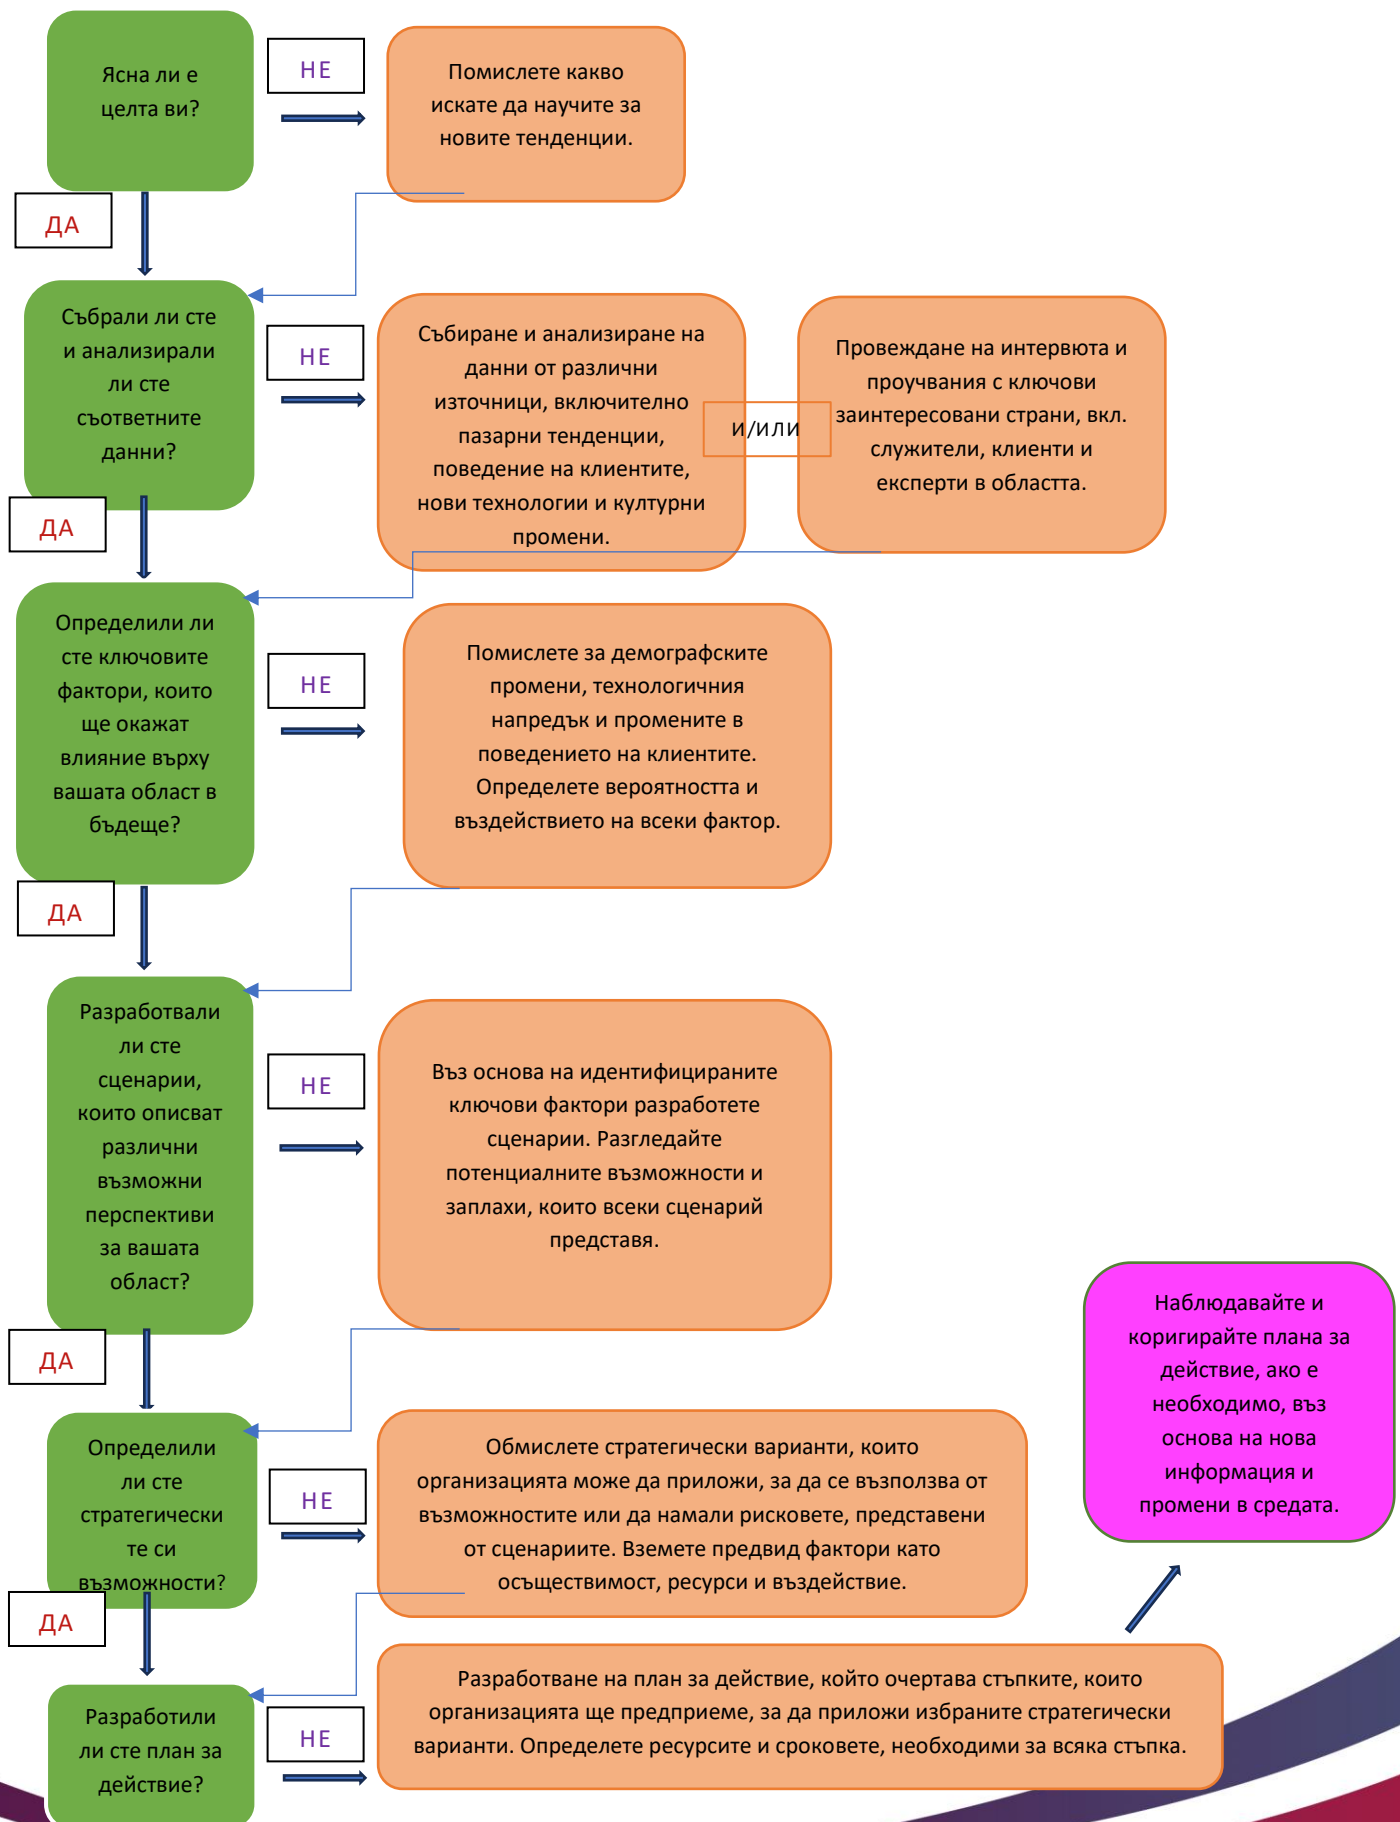 Ясна ли е
целта ви?
НЕ
Помислете какво
искате да научите за
новите тенденции.
ДА
Събрали ли сте
и анализирали
ли сте
съответните
данни?
НЕ
Събиране и анализиране на
данни от различни
източници, включително
пазарни тенденции,
поведение на клиентите,
нови технологии и културни
промени.
И/ИЛИ
Провеждане на интервюта и
проучвания с ключови
заинтересовани страни, вкл.
служители, клиенти и
експерти в областта.
ДА
Определили ли
сте ключовите
фактори, които
ще окажат
влияние върху
вашата област в
бъдеще?
НЕ
Помислете за демографските
промени, технологичния
напредък и промените в
поведението на клиентите.
Определете вероятността и
въздействието на всеки фактор.
ДА
Разработвали
ли сте
сценарии,
които описват
различни
възможни
перспективи
за вашата
област?
НЕ
Въз основа на идентифицираните
ключови фактори разработете
сценарии. Разгледайте
потенциалните възможности и
заплахи, които всеки сценарий
представя.
ДА
Определили
ли сте
стратегически
те си
възможности?
НЕ
Обмислете стратегически варианти, които
организацията може да приложи, за да се възползва от
възможностите или да намали рисковете, представени
от сценариите. Вземете предвид фактори като
осъществимост, ресурси и въздействие.
ДА
Разработили
ли сте план за
действие?
НЕ
Разработване на план за действие, който очертава стъпките, които
организацията ще предприеме, за да приложи избраните стратегически
варианти. Определете ресурсите и сроковете, необходими за всяка стъпка.
Наблюдавайте и
коригирайте плана за
действие, ако е
необходимо, въз
основа на нова
информация и
промени в средата.